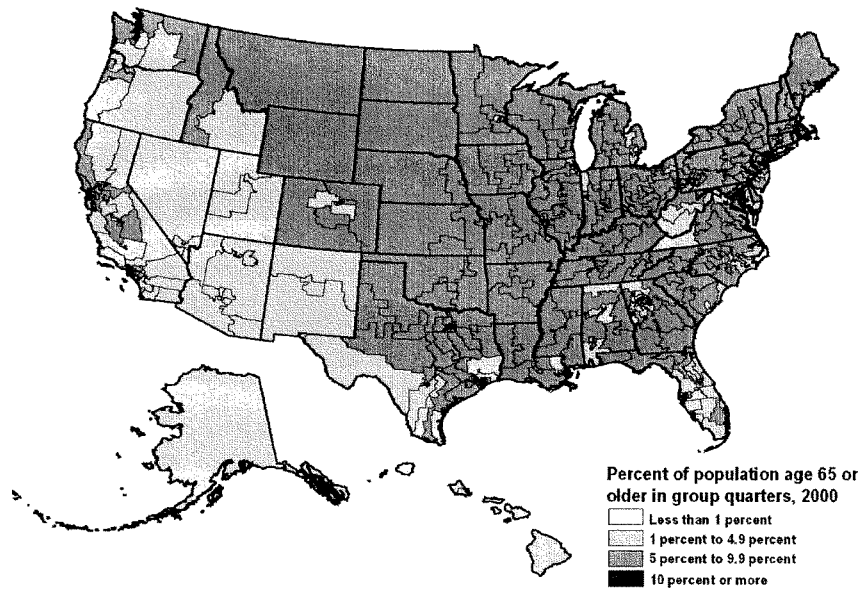 Percent of population age 65 or
older in group quarters, 2000
Less than 1 percent
1 percent to 4.9 percent
5 percent to 9.9 percent
10 percent or more